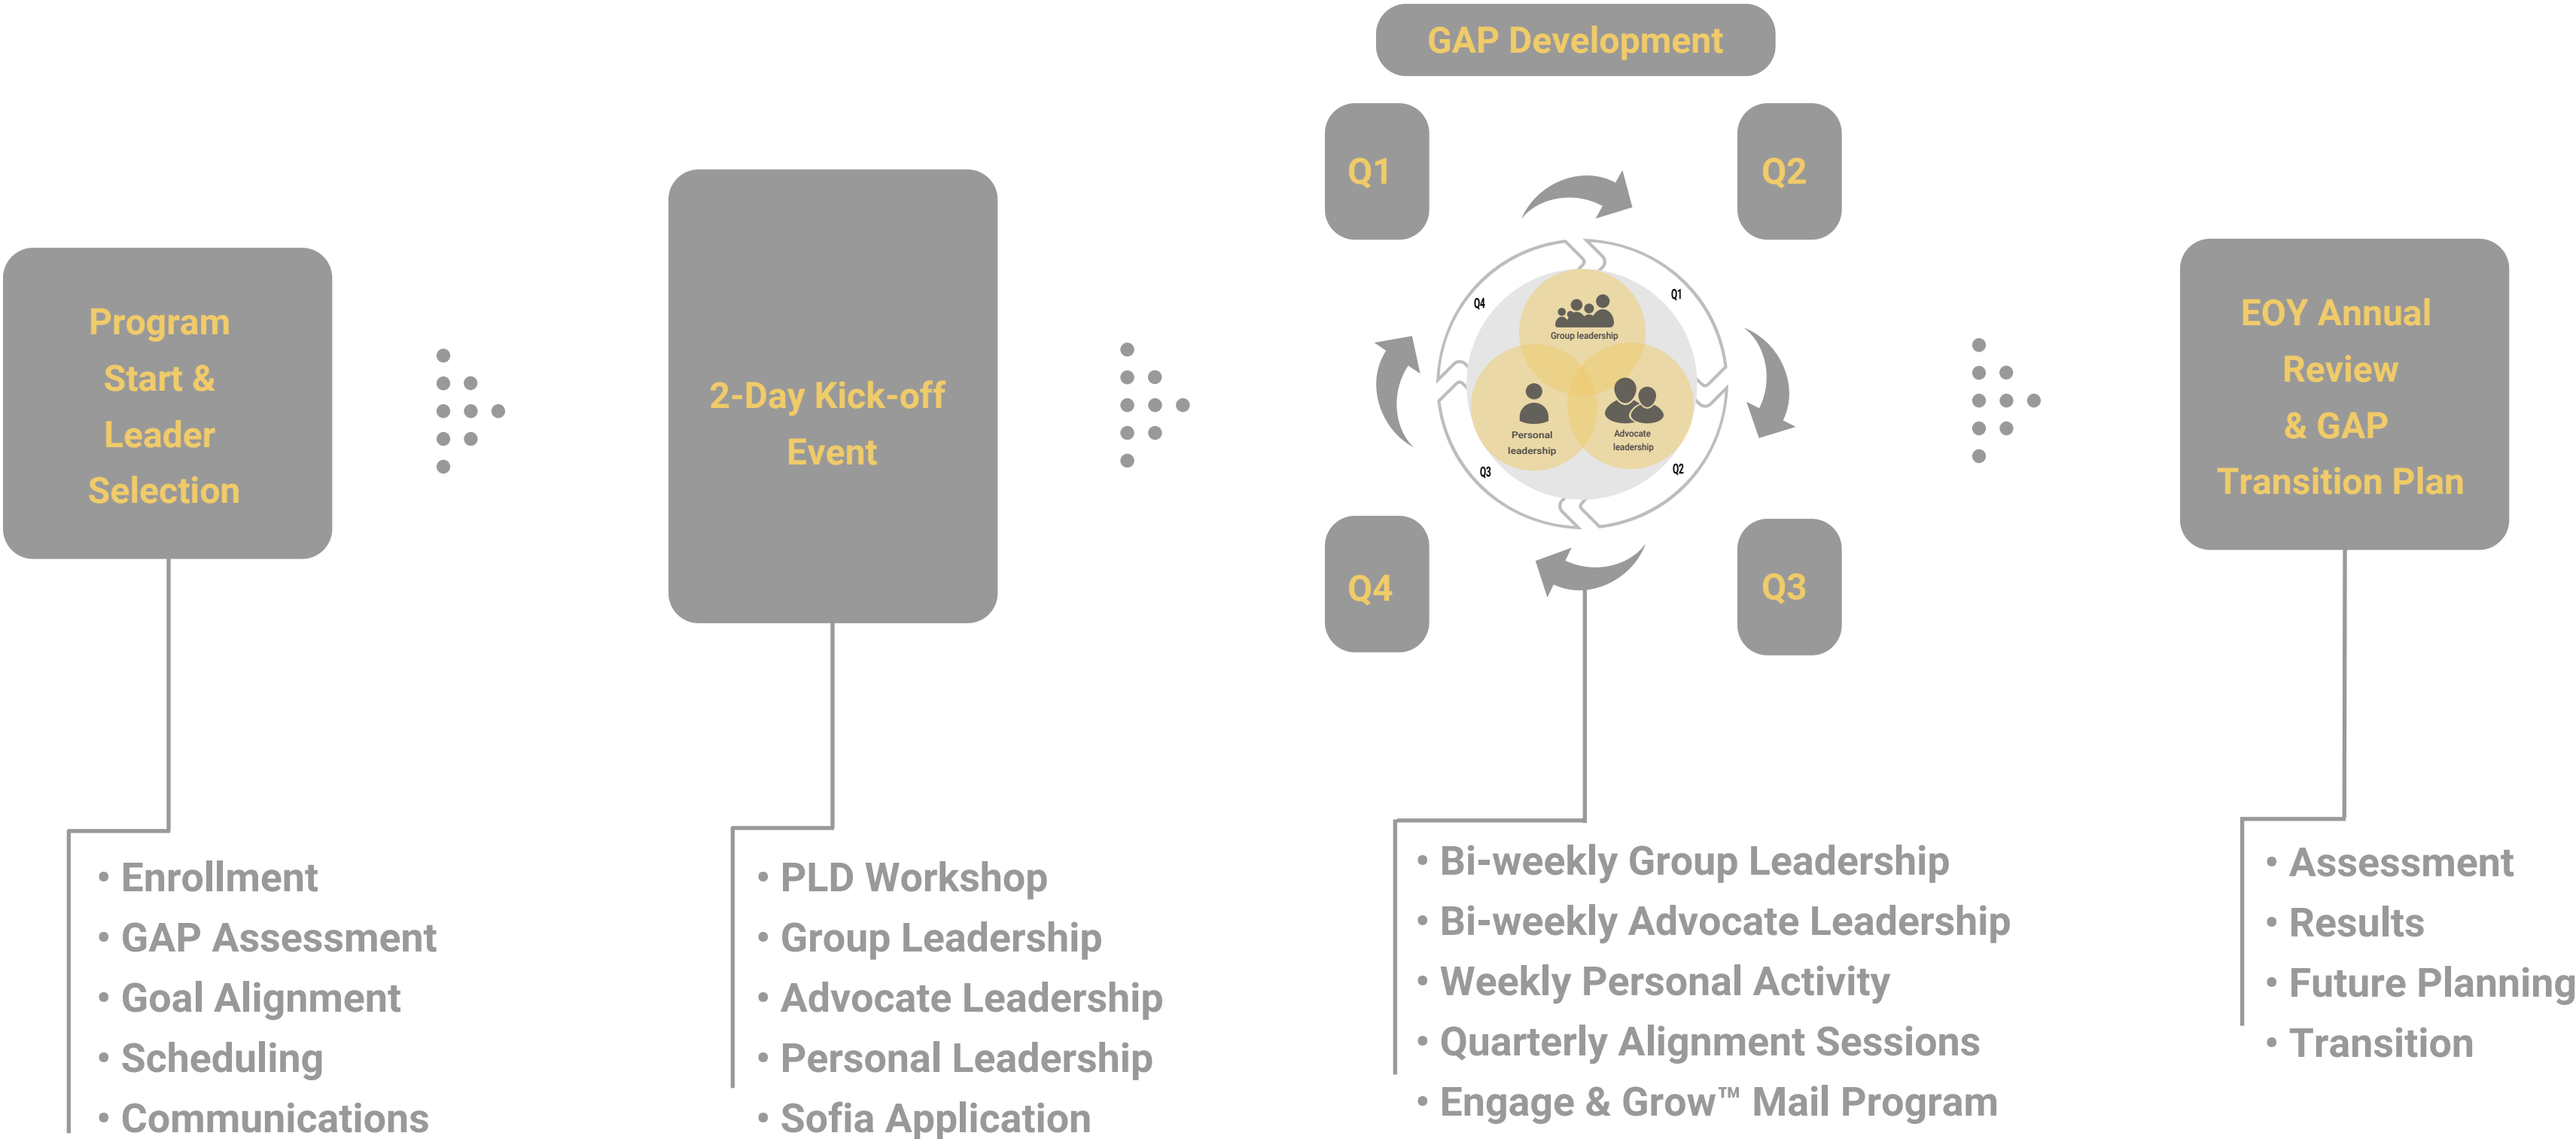 GAP Development
Q1
Q2
Program
Start &
Leader
Selection
2-Day Kick-off
Event
Q4
Q1
Group leadership
Personal
leadership
Advocate
leadership
Q3
Q2
Q4
Q3
EOY Annual
Review
& GAP
Transition Plan
• Enrollment
• GAP Assessment
• Goal Alignment
• Scheduling
• Communications
• PLD Workshop
• Group Leadership
• Advocate Leadership
• Personal Leadership
• Sofia Application
• Bi-weekly Group Leadership
• Bi-weekly Advocate Leadership
• Weekly Personal Activity
• Quarterly Alignment Sessions
• Engage & Grow™ Mail Program
• Assessment
• Results
• Future Planning
• Transition